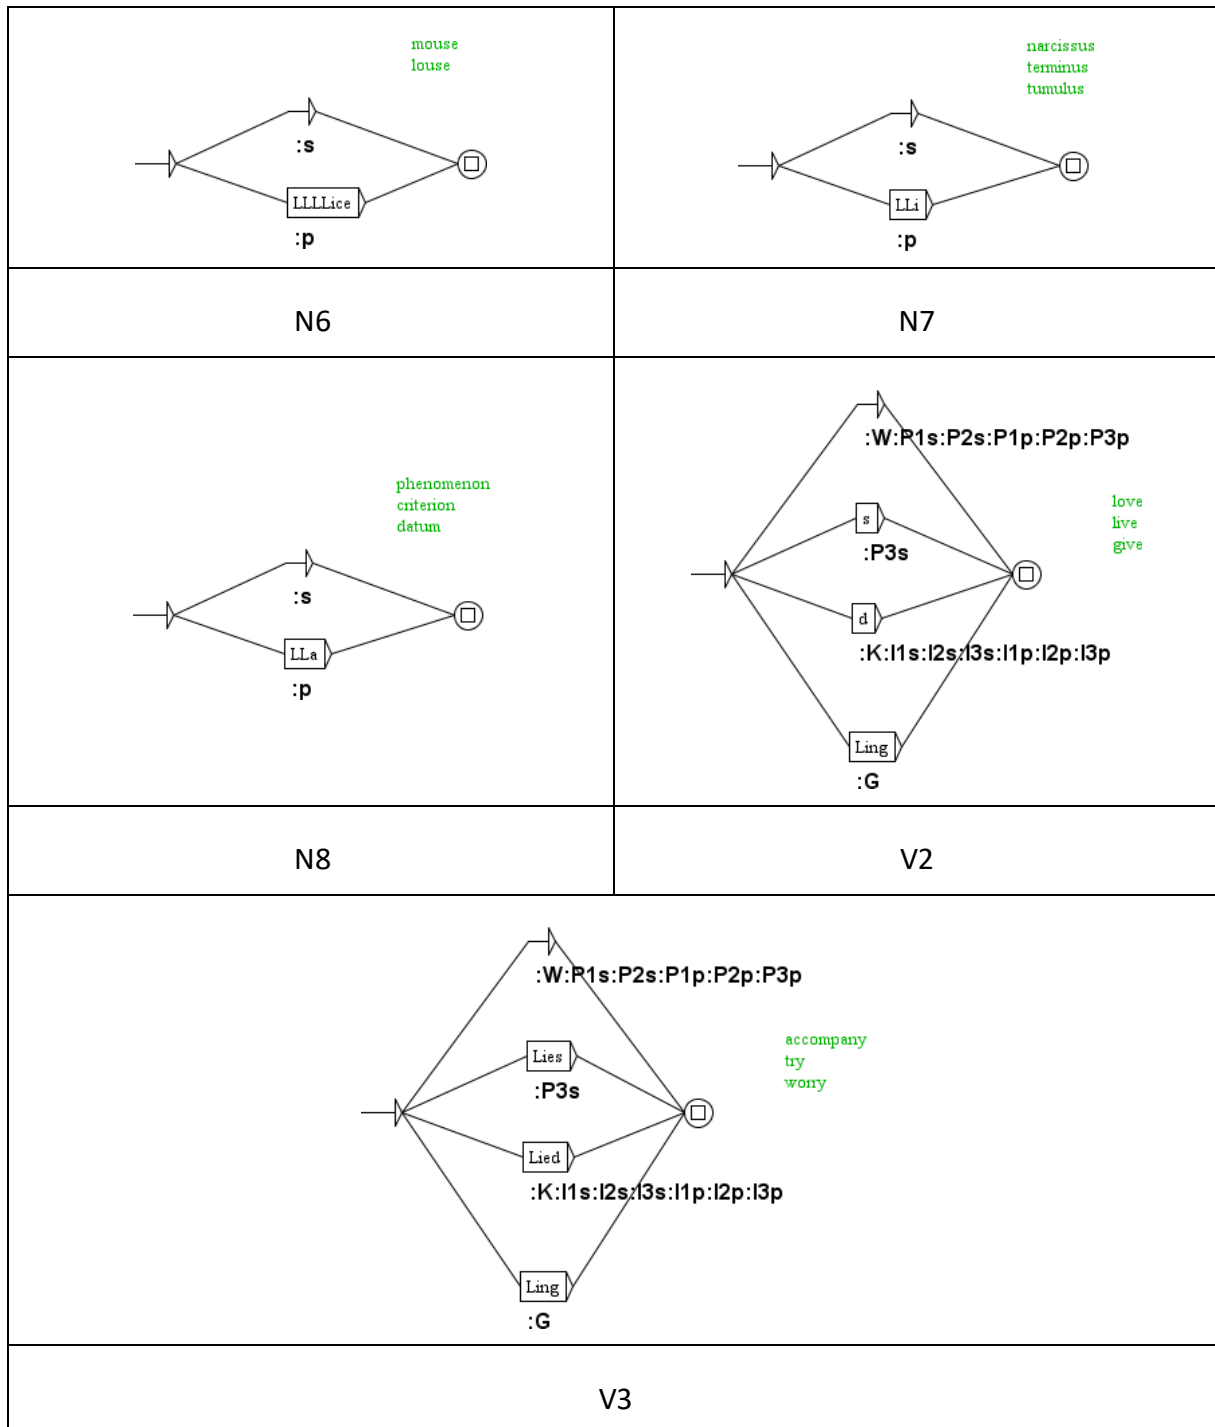 mouse
louse
:s
LLLLice
:p
narcissus
terminus
tumulus
:s
LLi
:p
N6
N7
phenomenon
criterion
datum
:s
LLa
:p
:W:P1s:P2s:P1p:P2p:P3p
s
:P3s
love
live
give
d
:K:I1s:I2s:I3s:I1p:I2p:I3p
Ling
:G
N8
V2
:W:P1s:P2s:P1p:P2p:P3p
Lies
:P3s
accompany
try
worry
Lied
:K:I1s:I2s:I3s:I1p:I2p:I3p
Ling
:G
V3